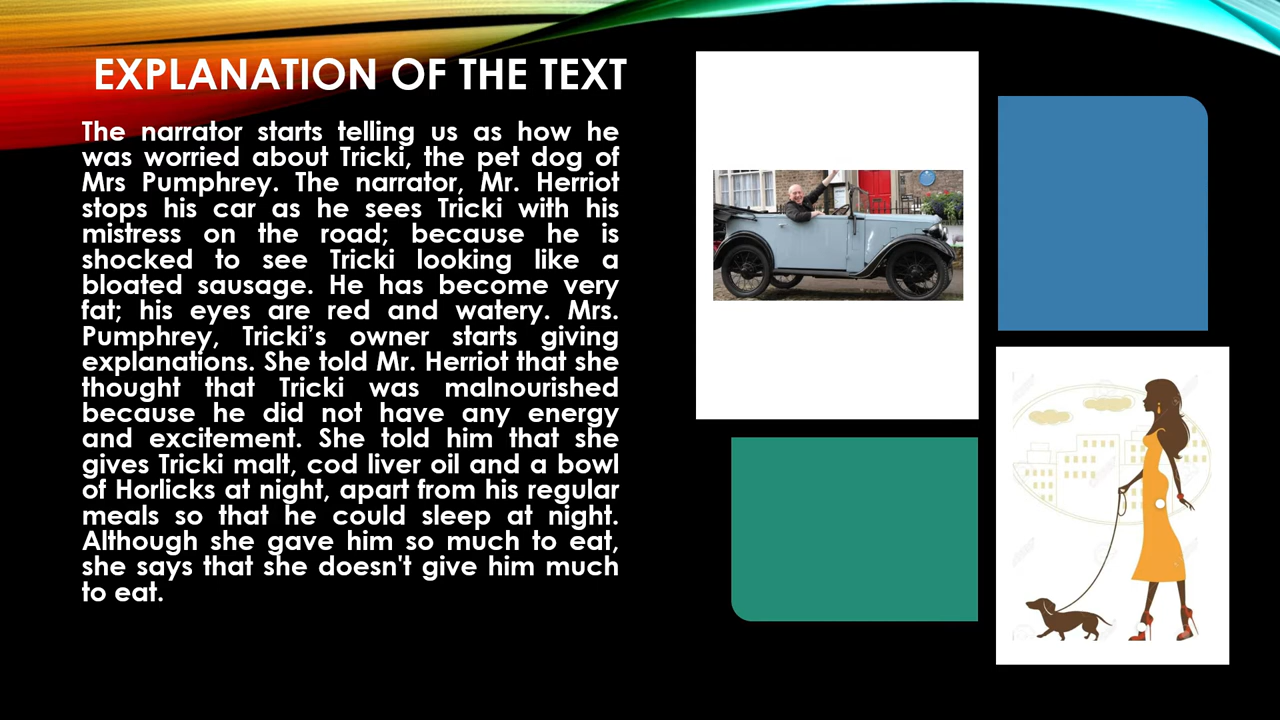 EXPLANATION OF THE TEXT
The narrator starts telling us as how he
was worried about Tricki, the pet dog of
Mrs Pumphrey. The narrator, Mr. Herriot
stops his car as he sees Tricki with his
mistress on the road; because he is
shocked to see Tricki looking like a
bloated sausage. He has become very
fat; his eyes are red and watery. Mrs.
Pumphrey, Tricki’s owner starts giving
explanations. She told Mr. Herriot that she
thought that Tricki was malnourished
because he did not have any energy
and excitement. She told him that she
gives Tricki malt, cod liver oil and a bowl
of Horlicks at night, apart from his regular
meals so that he could sleep at night.
Although she gave him so much to eat,
she says that she doesn't give him much
to eat.